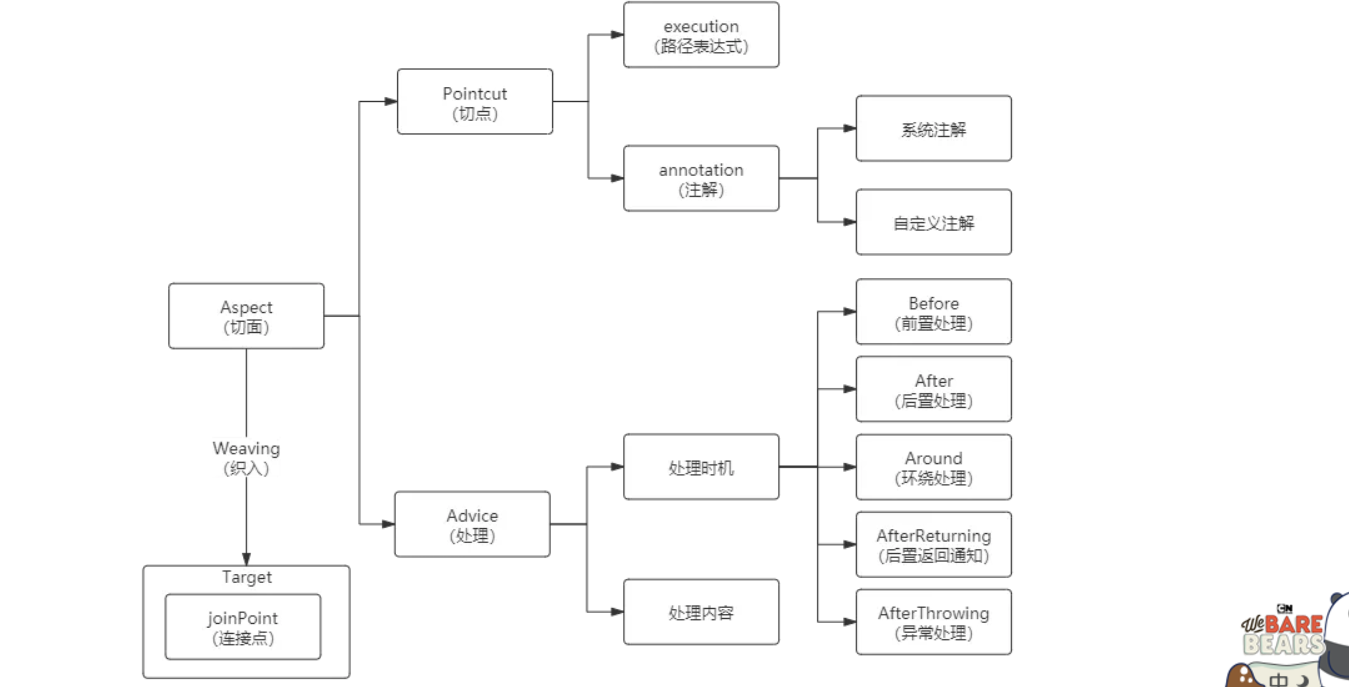 execution
（路径表达式）
Pointcut
（切点）
annotation
（注解）
系统注解
自定义注解
Aspect
（切面）
Before
（前置处理）
After
（后置处理）
Weaving
（织入）
处理时机
Around
（环绕处理）
Advice
（处理）
AfterReturning
（后置返回通知）
Target
joinPoint
（连接点）
处理内容
AfterThrowing
（异常处理）
CN
We BARE
BEARS
中